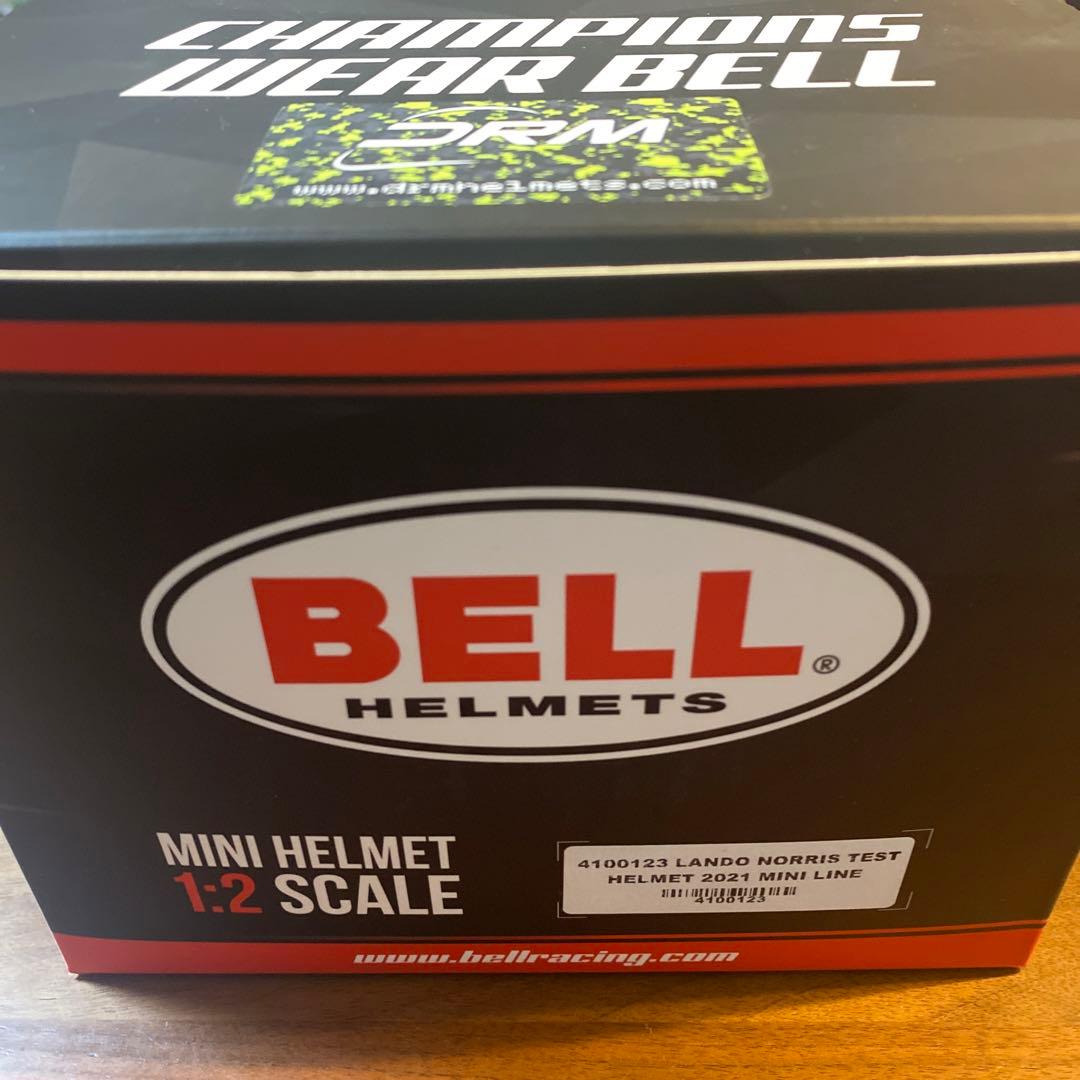 CHAMPIONS
WEAR BELL
DRM
www.drmhelmets.com
BELL
®
HELMETS
MINI HELMET
1:2 SCALE
4100123 LANDO NORRIS TEST
HELMET 2021 MINI LINE
4100123
www.bellracing.com